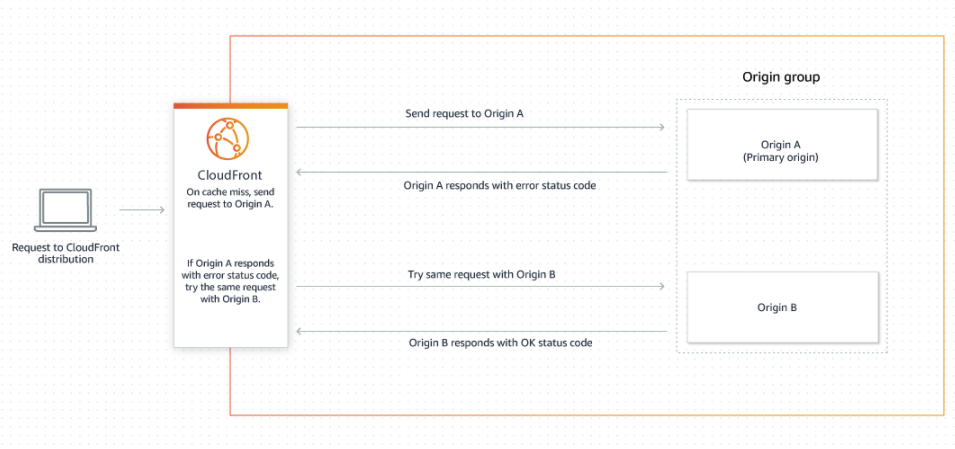 Origin group
Send request to Origin A
Origin A
(Primary origin)
CloudFront
On cache miss, send
request to Origin A.
Origin A responds with error status code
Request to CloudFront
distribution
If Origin A responds
with error status code,
try the same request
with Origin B.
Try same request with Origin B
Origin B
Origin B responds with OK status code